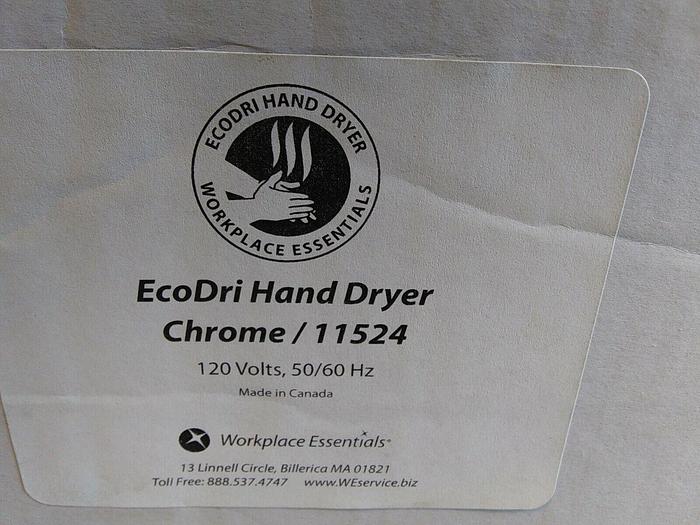 ECODRI HAND DRYER
WORKPLACE ESSENTIALS
EcoDri Hand Dryer
Chrome / 11524
120 Volts, 50/60 Hz
Made in Canada
Workplace Essentials
13 Linnell Circle, Billerica MA 01821
Toll Free: 888.537.4747 www.WEservice.biz